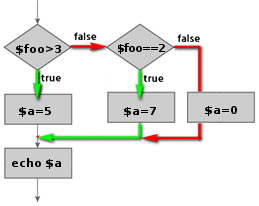 $foo>3
false
$foo==2
false
true
true
$a=5
$a=7
$a=0
echo $a